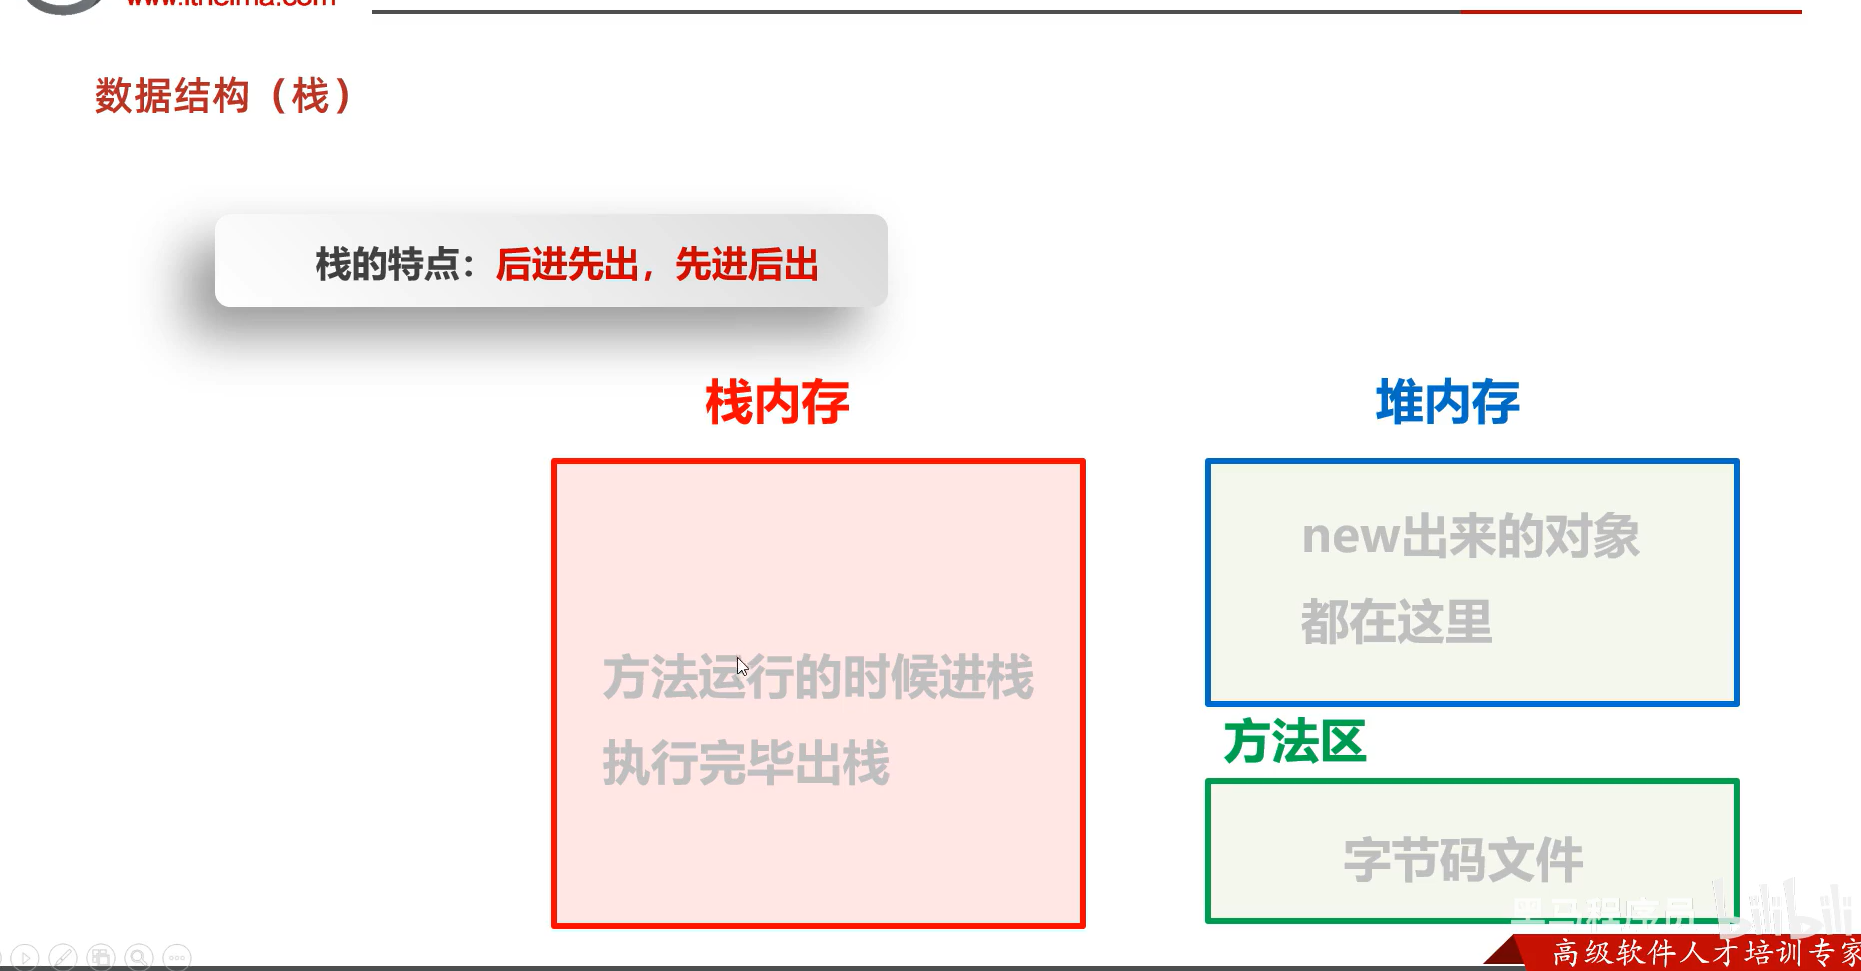 www.itheima.com
数据结构（栈）
栈的特点：后进先出，先进后出
栈内存
堆内存
方法运行的时候进栈
执行完毕出栈
new出来的对象
都在这里
方法区
字节码文件
黑马程序员 bilibili
高级软件人才培训专家